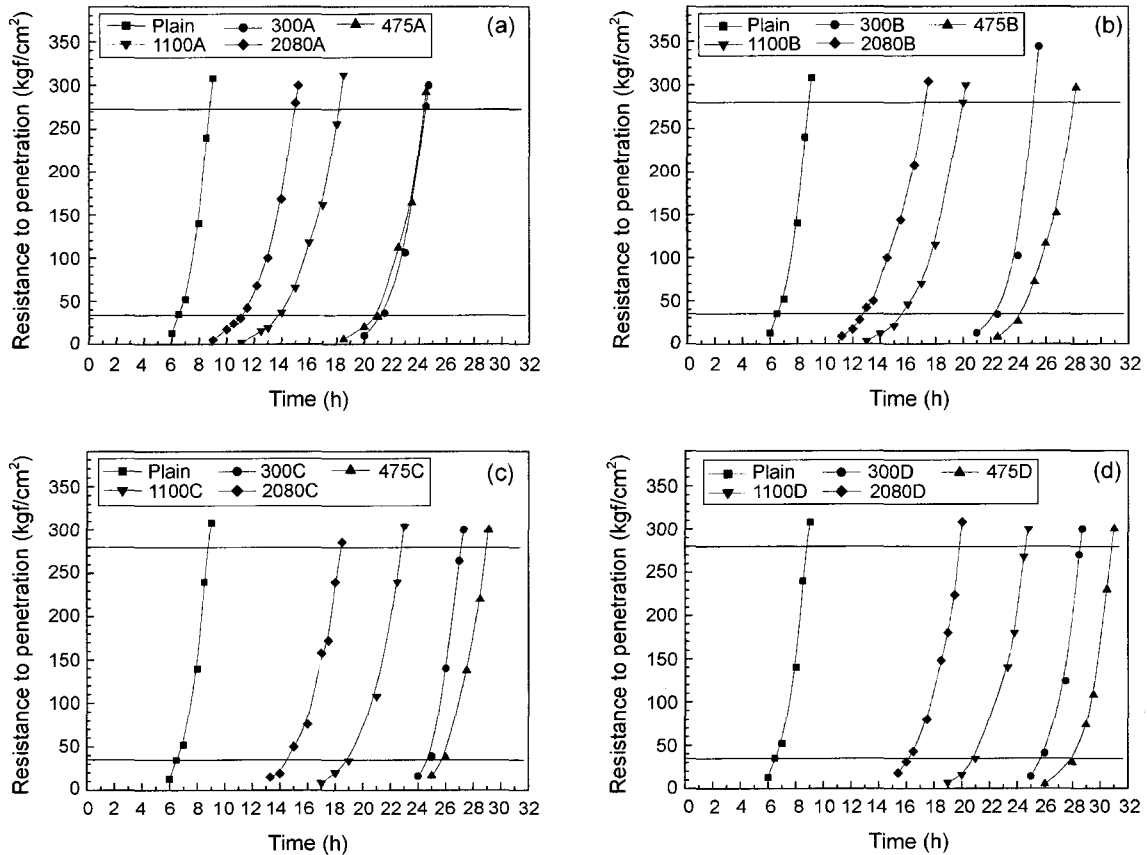 (a)
Plain 300A 475A
1100A 2080A
Resistance to penetration (kgf/cm²)
350
300
250
200
150
100
50
0
0 2 4 6 8 10 12 14 16 18 20 22 24 26 28 30 32
Time (h)
(b)
Plain 300B 475B
1100B 2080B
Resistance to penetration (kgf/cm²)
350
300
250
200
150
100
50
0
0 2 4 6 8 10 12 14 16 18 20 22 24 26 28 30 32
Time (h)
(c)
Plain 300C 475C
1100C 2080C
Resistance to penetration (kgf/cm²)
350
300
250
200
150
100
50
0
0 2 4 6 8 10 12 14 16 18 20 22 24 26 28 30 32
Time (h)
(d)
Plain 300D 475D
1100D 2080D
Resistance to penetration (kgf/cm²)
350
300
250
200
150
100
50
0
0 2 4 6 8 10 12 14 16 18 20 22 24 26 28 30 32
Time (h)